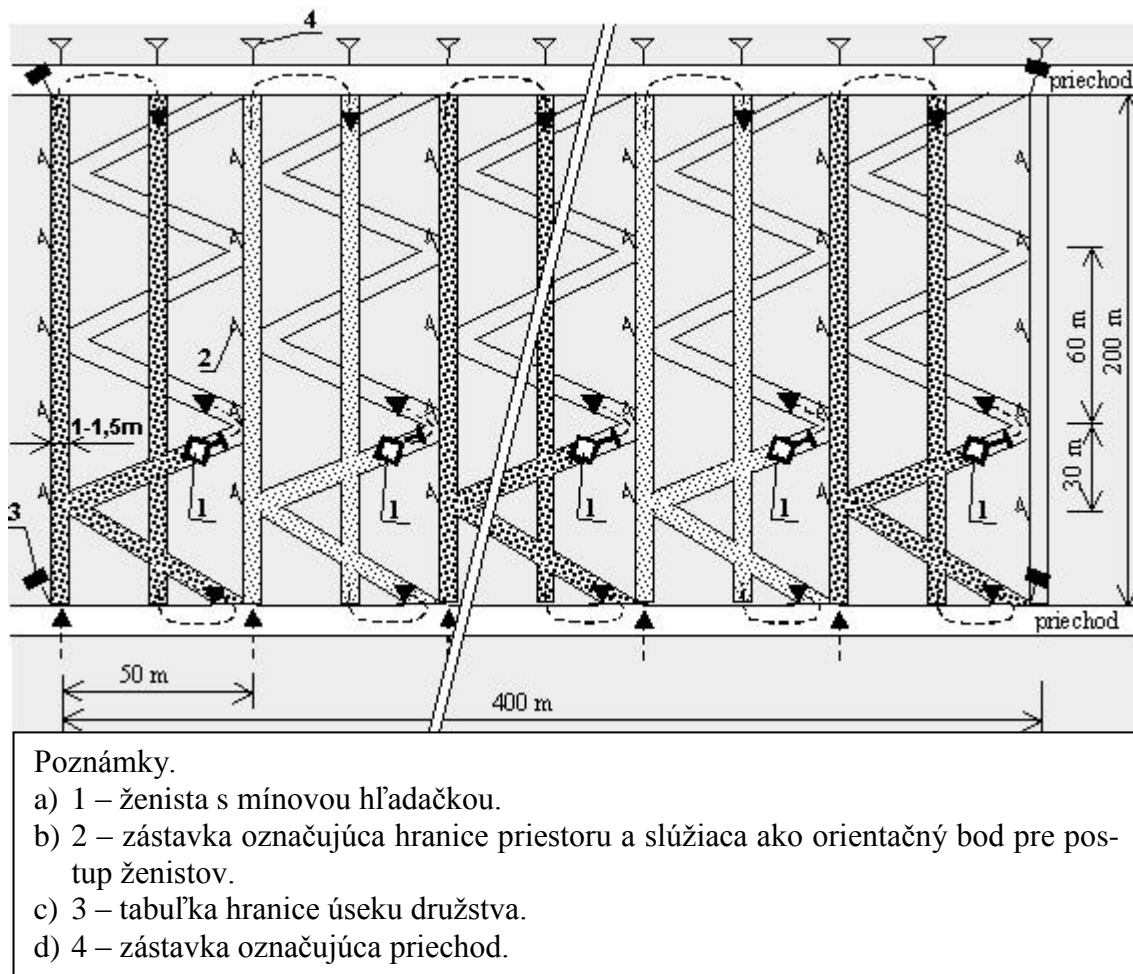 4
priechod
2
60 m
200 m
1-1,5m
30 m
3
1
1
1
1
1
priechod
50 m
400 m
Poznámky.
a) 1 – ženista s mínovou hľadačkou.
b) 2 – zástavka označujúca hranice priestoru a slúžiaca ako orientačný bod pre pos-
tup ženistov.
c) 3 – tabuľka hranice úseku družstva.
d) 4 – zástavka označujúca priechod.